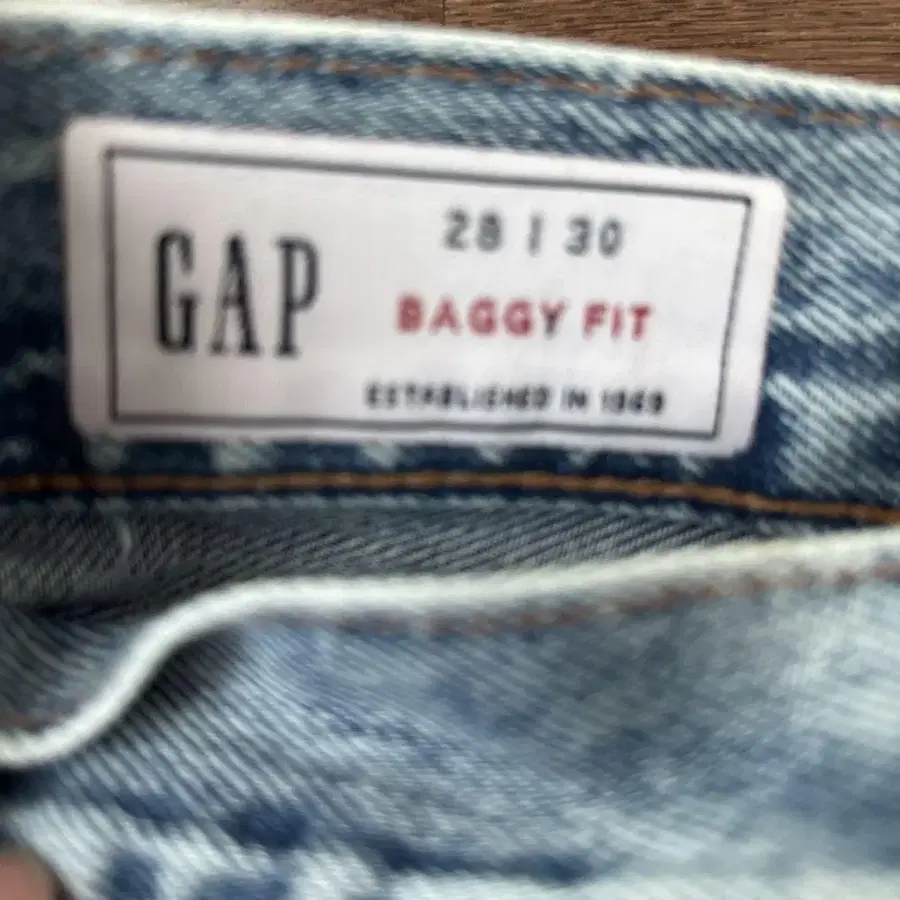 GAP
28 | 30
BAGGY FIT
ESTABLISHED IN 1969